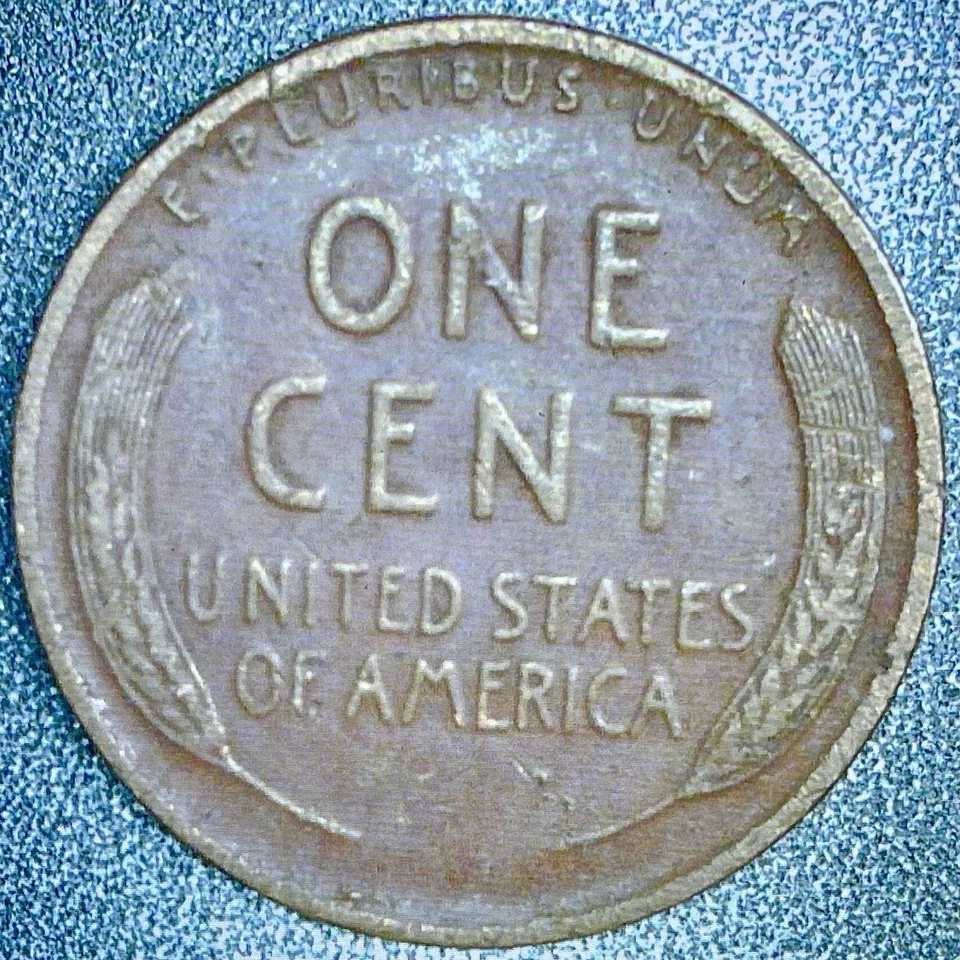 E·PLURIBUS·UNUM
ONE
CENT
UNITED STATES
OF AMERICA